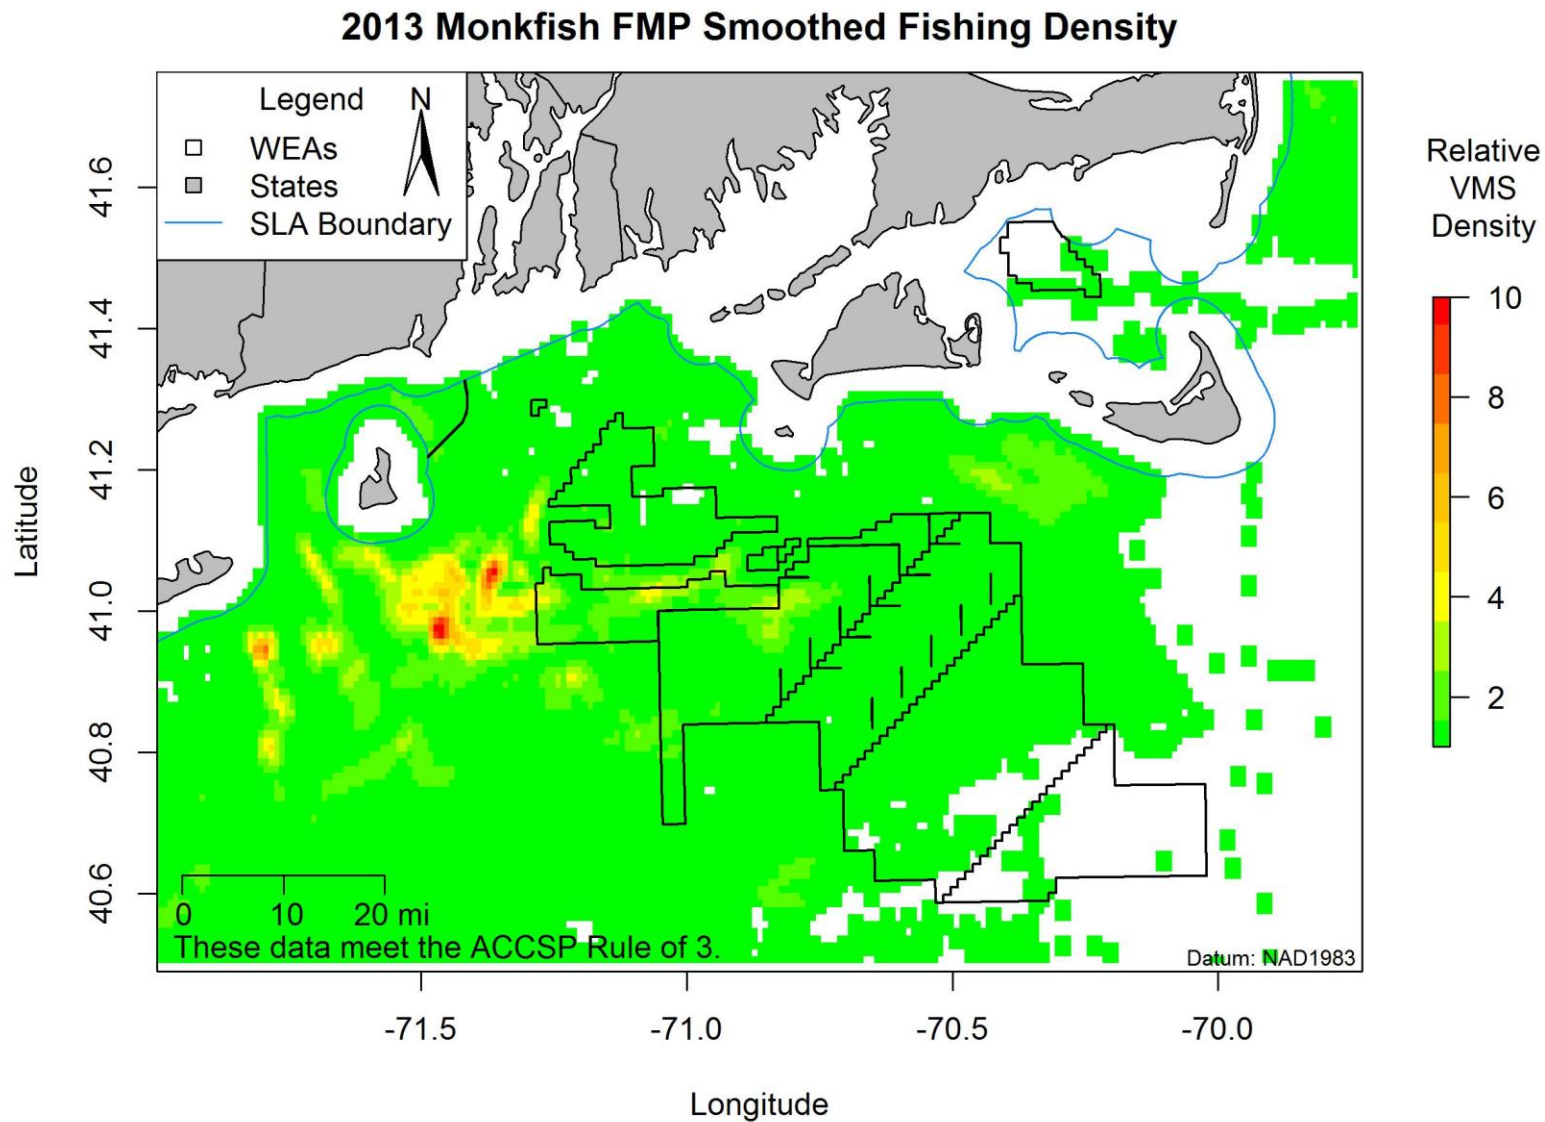 2013 Monkfish FMP Smoothed Fishing Density
Legend
N
WEAs
States
SLA Boundary
Relative
VMS
Density
10
8
6
4
2
41.6
41.4
41.2
41.0
40.8
40.6
Latitude
0 10 20 mi
These data meet the ACCSP Rule of 3.
Datum: NAD1983
-71.5 -71.0 -70.5 -70.0
Longitude